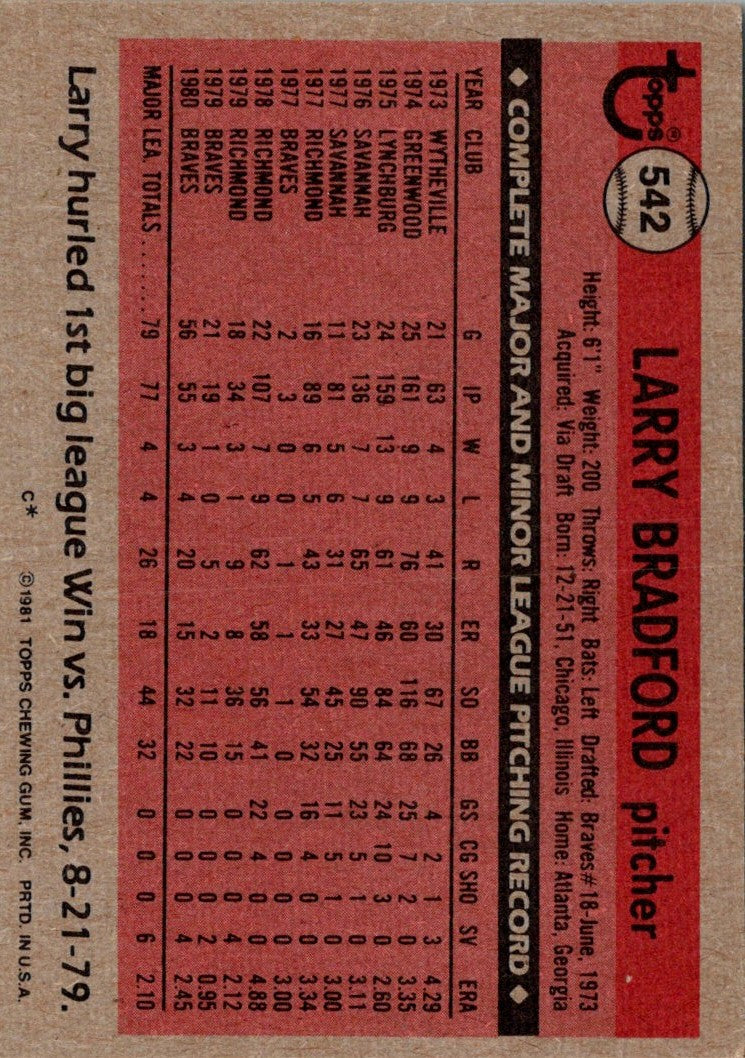 topps®
542
LARRY BRADFORD pitcher
Height: 6'1" Weight: 200 Throws: Right Bats: Left Drafted: Braves #18-June, 1973
Acquired: Via Draft Born: 12-21-51, Chicago, Illinois Home: Atlanta, Georgia
◆ COMPLETE MAJOR AND MINOR LEAGUE PITCHING RECORD ◆
YEAR CLUB G IP W L R ER SO BB GS CG SHO SV ERA
1973 WYTHEVILLE 21 63 4 3 41 30 67 26 4 2 1 3 4.29
1974 GREENWOOD 25 161 9 9 76 60 116 68 25 7 2 0 3.35
1975 LYNCHBURG 24 159 13 9 61 46 84 64 24 10 3 0 2.60
1976 SAVANNAH 23 136 7 7 65 47 90 55 23 5 1 0 3.11
1977 SAVANNAH 11 81 5 6 31 27 45 25 11 5 1 0 3.00
1977 RICHMOND 16 89 6 5 43 33 54 32 16 4 0 0 3.34
1977 BRAVES 2 3 0 0 1 1 1 0 0 0 0 0 3.00
1978 RICHMOND 22 107 7 9 62 58 56 41 22 4 0 0 4.88
1979 RICHMOND 18 34 3 1 9 8 36 15 0 0 0 4 2.12
1979 BRAVES 21 19 1 0 5 2 11 10 0 0 0 2 0.95
1980 BRAVES 56 55 3 4 20 15 32 22 0 0 0 4 2.45
MAJOR LEA. TOTALS ........ 79 77 4 4 26 18 44 32 0 0 0 6 2.10
Larry hurled 1st big league Win vs. Phillies, 8-21-79.
C* ©1981 TOPPS CHEWING GUM, INC. PRTD. IN U.S.A.